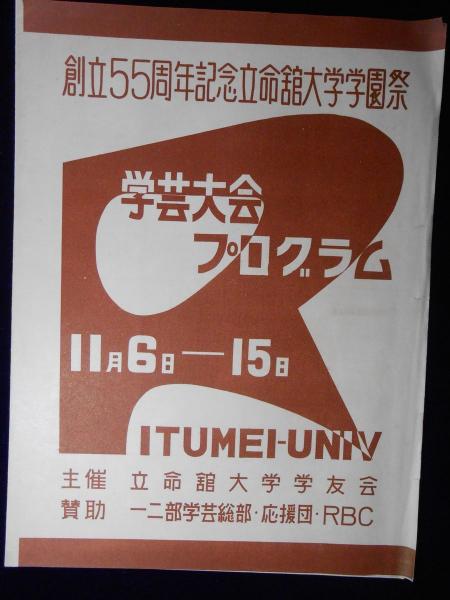 創立55周年記念立命舘大学学園祭
学芸大会
プログラム
11月6日—15日
RITUMEI-UNIV
主催 立命舘大学学友会
賛助 一二部学芸総部・応援団・RBC